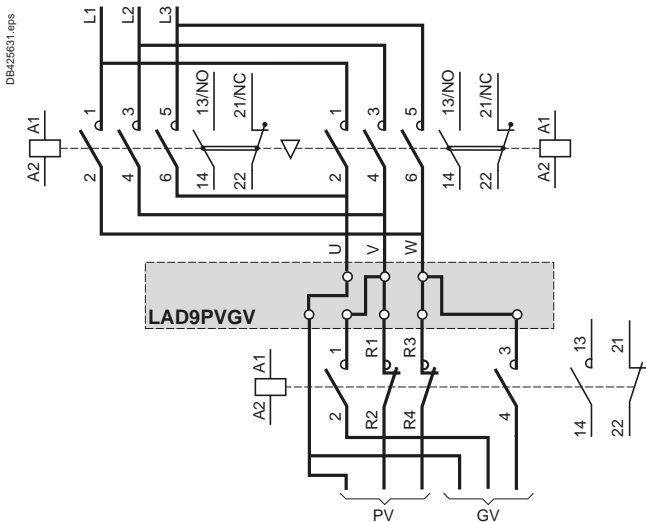 DB425631.eps
L1 L2 L3
A1 1 3 5 13/NO 21/NC 1 3 5 13/NO 21/NC A1
A2 2 4 6 14 22 2 4 6 14 22 A2
U V W
LAD9PVGV
A1 1 R1 R3 3 13 21
A2 2 R2 R4 4 14 22
PV GV